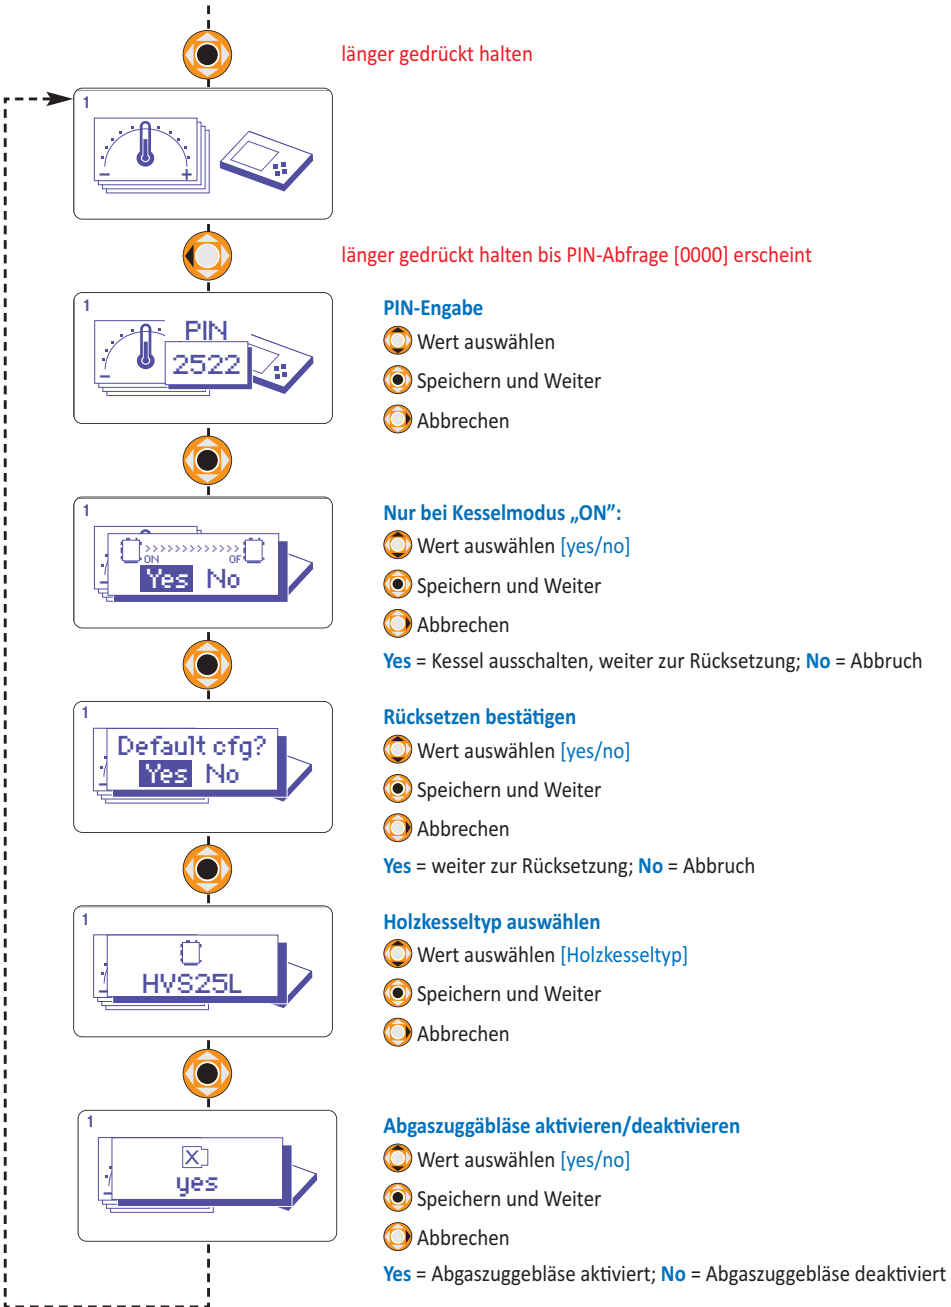 länger gedrückt halten
1
- +
länger gedrückt halten bis PIN-Abfrage [0000] erscheint
1
PIN
2522
-
PIN-Engabe
Wert auswählen
Speichern und Weiter
Abbrechen
1
ON OF
Yes No
Nur bei Kesselmodus „ON”:
Wert auswählen [yes/no]
Speichern und Weiter
Abbrechen
Yes = Kessel ausschalten, weiter zur Rücksetzung; No = Abbruch
1
Default cfg?
Yes No
Rücksetzen bestätigen
Wert auswählen [yes/no]
Speichern und Weiter
Abbrechen
Yes = weiter zur Rücksetzung; No = Abbruch
1
HVS25L
Holzkesseltyp auswählen
Wert auswählen [Holzkesseltyp]
Speichern und Weiter
Abbrechen
1
X
yes
Abgaszuggäbläse aktivieren/deaktivieren
Wert auswählen [yes/no]
Speichern und Weiter
Abbrechen
Yes = Abgaszuggebläse aktiviert; No = Abgaszuggebläse deaktiviert